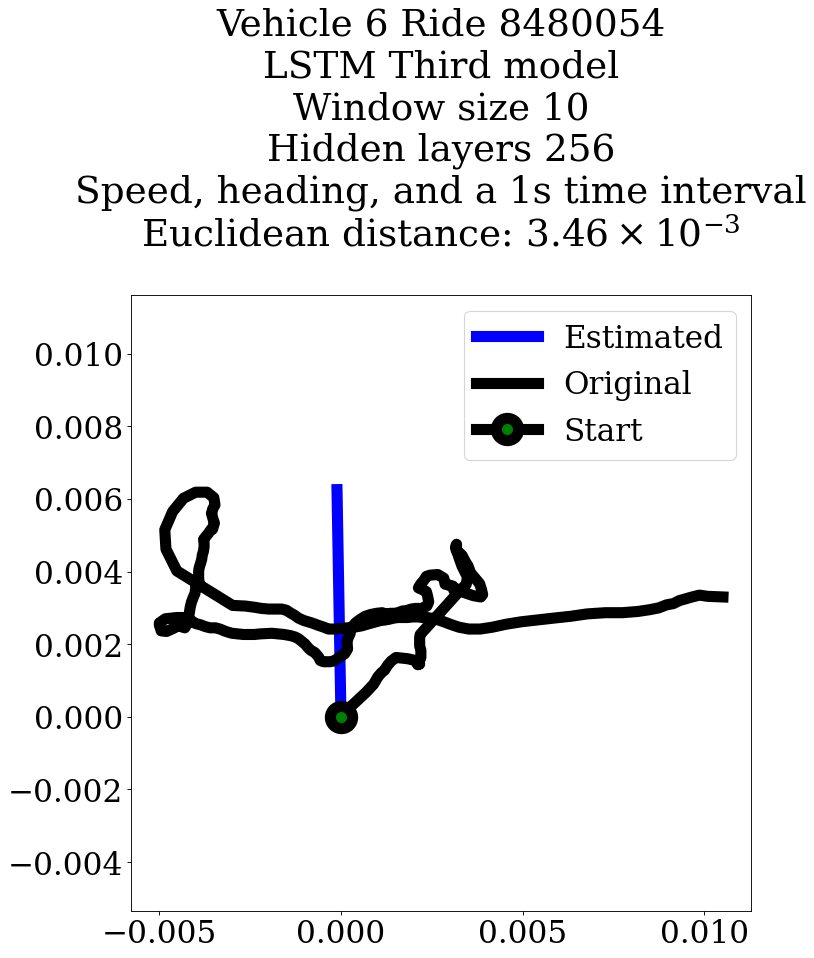 Vehicle 6 Ride 8480054
LSTM Third model
Window size 10
Hidden layers 256
Speed, heading, and a 1s time interval
Euclidean distance: 3.46 × 10⁻³
Estimated
Original
Start
0.010
0.008
0.006
0.004
0.002
0.000
−0.002
−0.004
−0.005 0.000 0.005 0.010